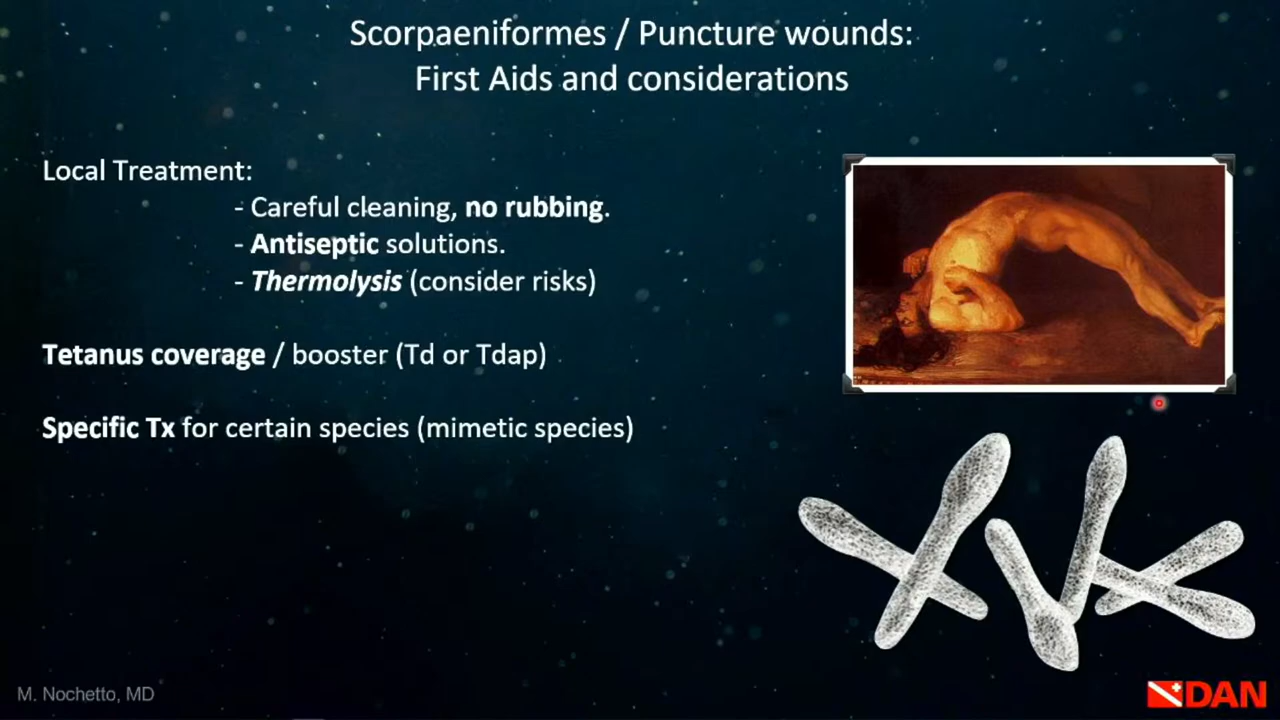 Scorpaeniformes / Puncture wounds:
First Aids and considerations
Local Treatment:
- Careful cleaning, no rubbing.
- Antiseptic solutions.
- Thermolysis (consider risks)
Tetanus coverage / booster (Td or Tdap)
Specific Tx for certain species (mimetic species)
M. Nochetto, MD
DAN